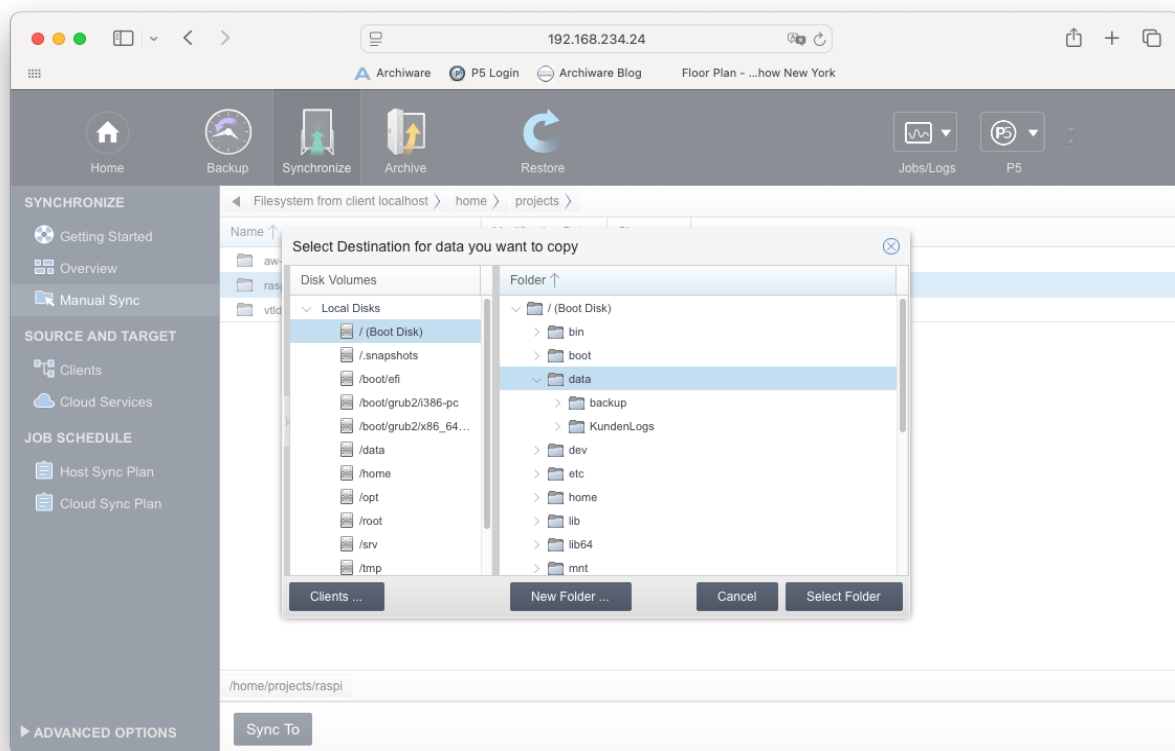 192.168.234.24
Archiware
P5 Login
Archiware Blog
Floor Plan - ...how New York
Home
Backup
Synchronize
Archive
Restore
Jobs/Logs
P5
SYNCHRONIZE
Getting Started
Overview
Manual Sync
SOURCE AND TARGET
Clients
Cloud Services
JOB SCHEDULE
Host Sync Plan
Cloud Sync Plan
ADVANCED OPTIONS
Filesystem from client localhost
home
projects
Name
Select Destination for data you want to copy
Disk Volumes
Local Disks
/ (Boot Disk)
/.snapshots
/boot/efi
/boot/grub2/i386-pc
/boot/grub2/x86_64...
/data
/home
/opt
/root
/srv
/tmp
Folder
/ (Boot Disk)
bin
boot
data
backup
KundenLogs
dev
etc
home
lib
lib64
mnt
Clients ...
New Folder ...
Cancel
Select Folder
/home/projects/raspi
Sync To